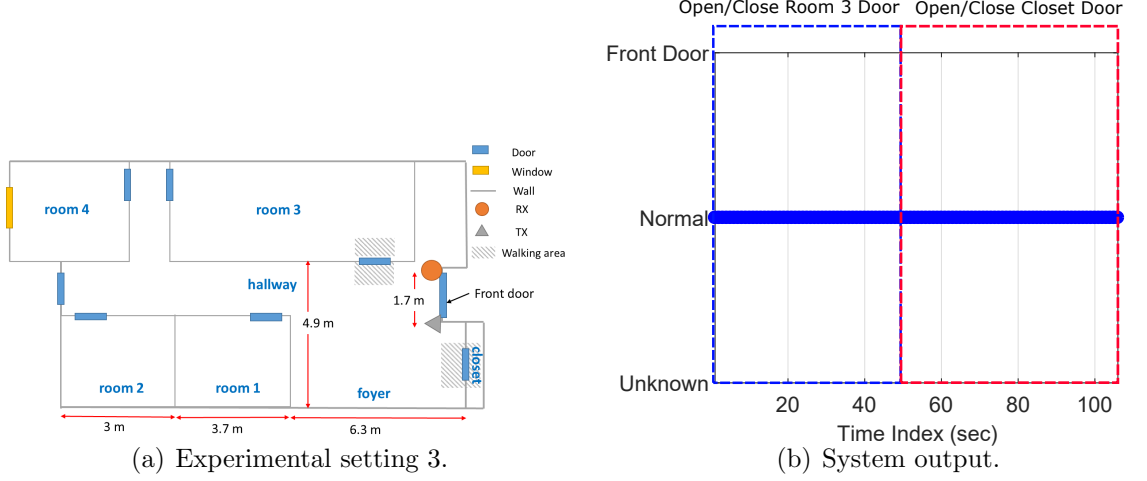 room 4
room 3
hallway
room 2
room 1
foyer
closet
Front door
1.7 m
4.9 m
3 m
3.7 m
6.3 m
Door
Window
Wall
RX
TX
Walking area
(a) Experimental setting 3.
Open/Close Room 3 Door
Open/Close Closet Door
Front Door
Normal
Unknown
20
40
60
80
100
Time Index (sec)
(b) System output.